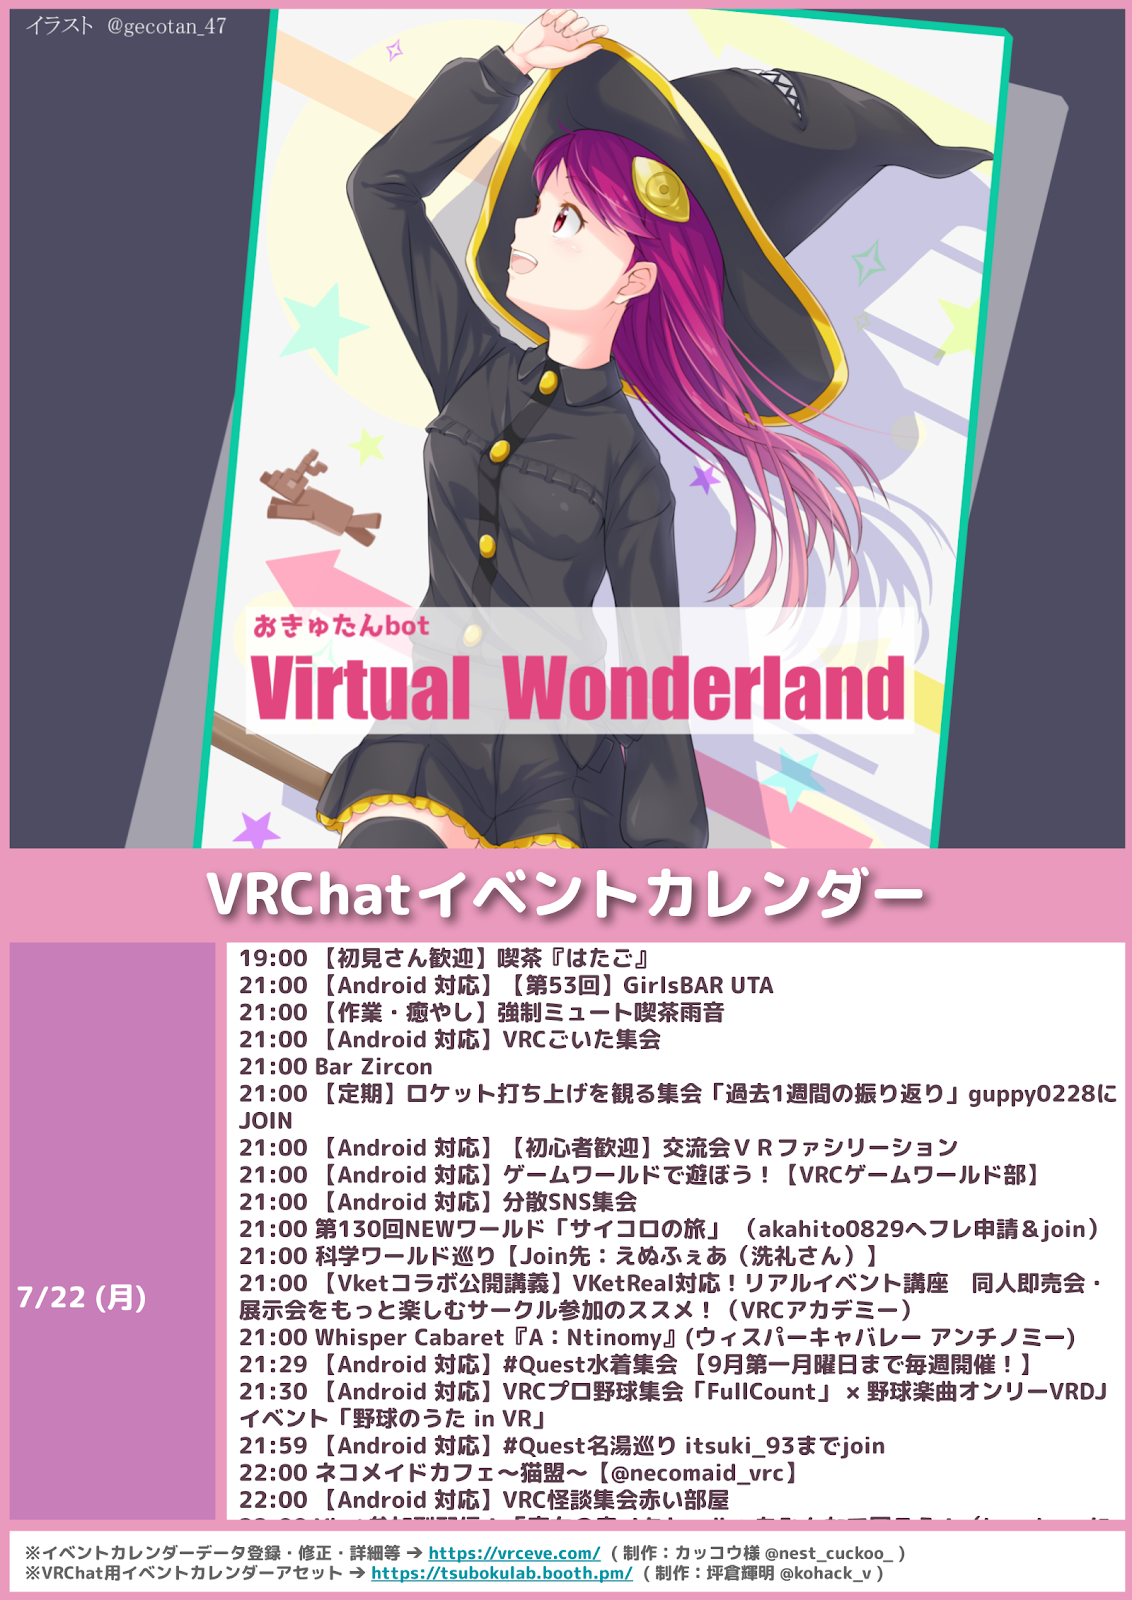 イラスト @gecotan_47
おきゅたんbot
Virtual Wonderland
VRChatイベントカレンダー
7/22 (月)
19:00 【初見さん歓迎】喫茶『はたご』
21:00 【Android 対応】【第53回】GirlsBAR UTA
21:00 【作業・癒やし】強制ミュート喫茶雨音
21:00 【Android 対応】VRCごいた集会
21:00 Bar Zircon
21:00 【定期】ロケット打ち上げを観る集会「過去1週間の振り返り」guppy0228に
JOIN
21:00 【Android 対応】【初心者歓迎】交流会ＶＲファシリーション
21:00 【Android 対応】ゲームワールドで遊ぼう！【VRCゲームワールド部】
21:00 【Android 対応】分散SNS集会
21:00 第130回NEWワールド「サイコロの旅」（akahito0829へフレ申請＆join）
21:00 科学ワールド巡り【Join先：えぬふぇあ（洗礼さん）】
21:00 【Vketコラボ公開講義】VKetReal対応！リアルイベント講座　同人即売会・
展示会をもっと楽しむサークル参加のススメ！（VRCアカデミー）
21:00 Whisper Cabaret『A：Ntinomy』(ウィスパーキャバレー アンチノミー)
21:29 【Android 対応】#Quest水着集会 【9月第一月曜日まで毎週開催！】
21:30 【Android 対応】VRCプロ野球集会「FullCount」 × 野球楽曲オンリーVRDJ
イベント「野球のうた in VR」
21:59 【Android 対応】#Quest名湯巡り itsuki_93までjoin
22:00 ネコメイドカフェ〜猫盟〜【@necomaid_vrc】
22:00 【Android 対応】VRC怪談集会赤い部屋
※イベントカレンダーデータ登録・修正・詳細等 ➔ https://vrceve.com/ ( 制作：カッコウ様 @nest_cuckoo_ )
※VRChat用イベントカレンダーアセット ➔ https://tsubokulab.booth.pm/ ( 制作：坪倉輝明 @kohack_v )